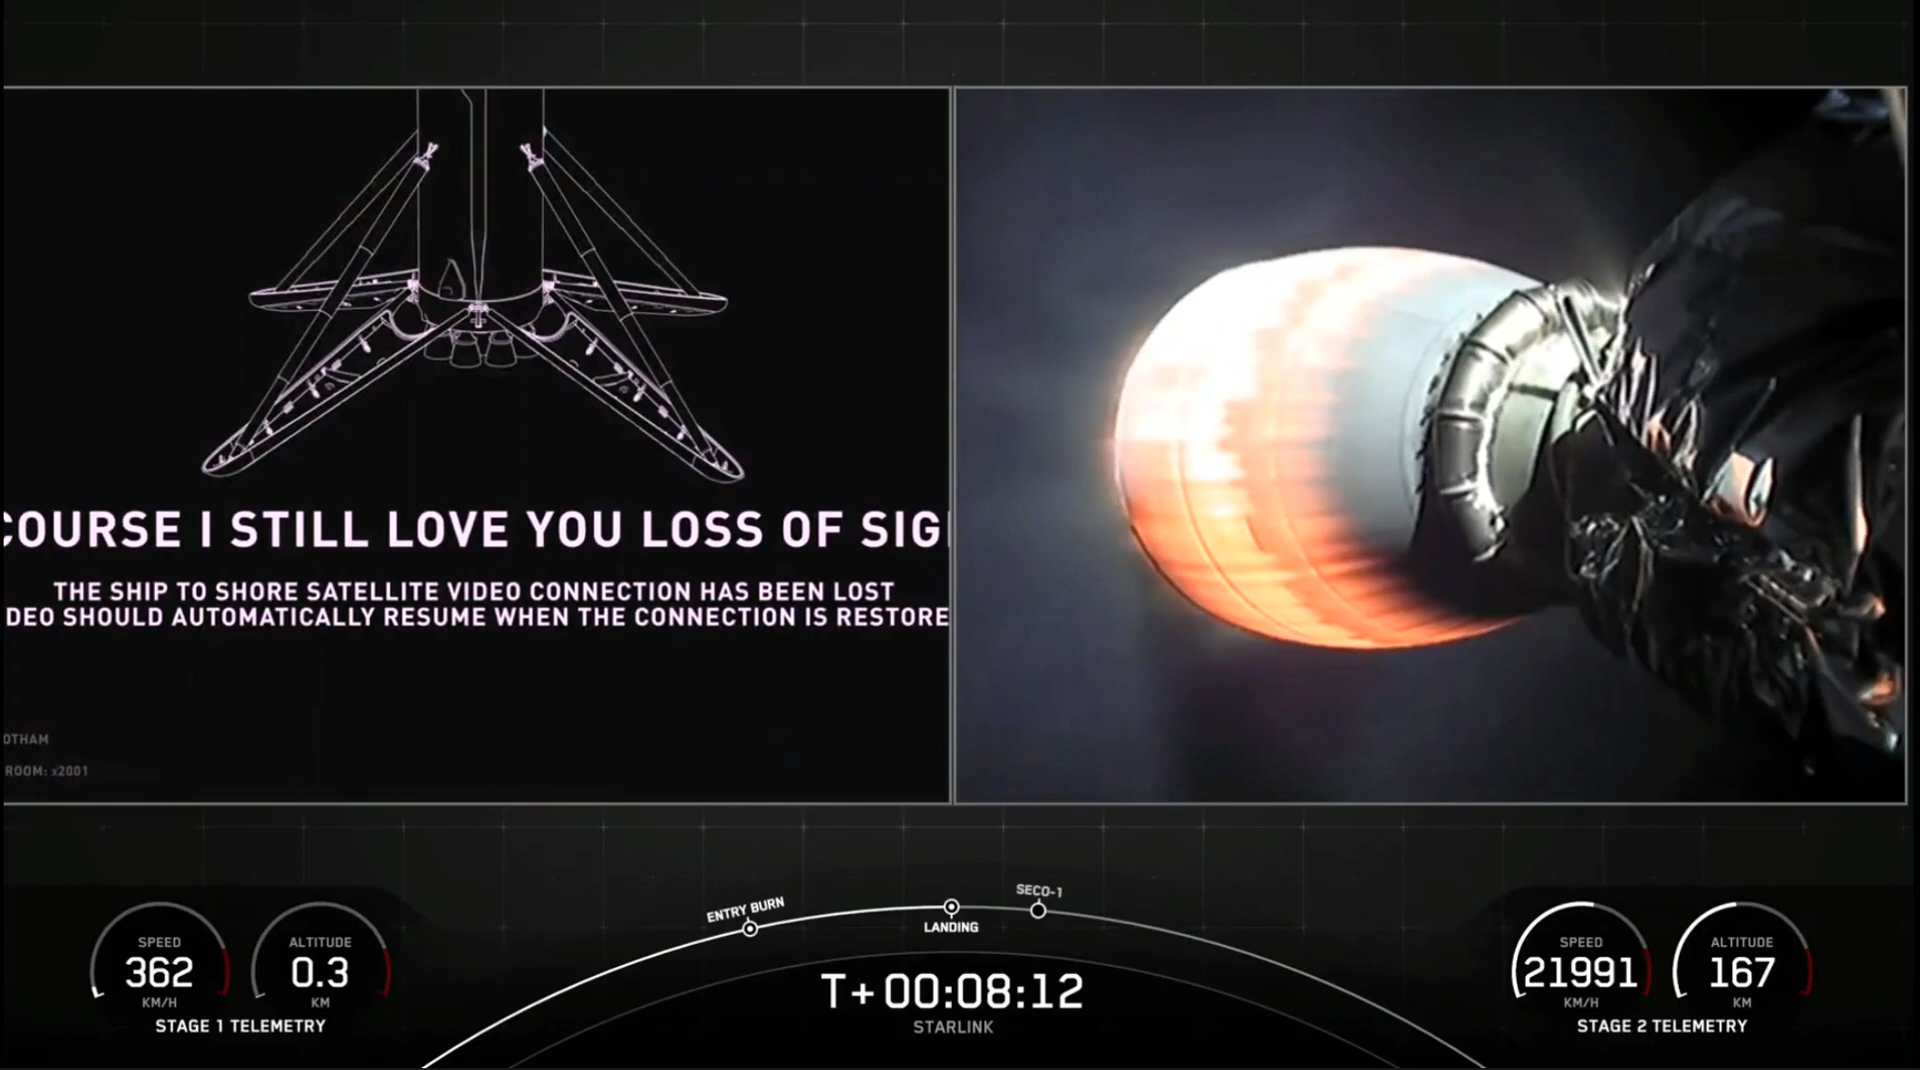 COURSE I STILL LOVE YOU LOSS OF SIG
THE SHIP TO SHORE SATELLITE VIDEO CONNECTION HAS BEEN LOST
DEO SHOULD AUTOMATICALLY RESUME WHEN THE CONNECTION IS RESTORE
OTHAM
ROOM: x2001
SPEED
362
KM/H
ALTITUDE
0.3
KM
STAGE 1 TELEMETRY
ENTRY BURN
LANDING
SECO-1
T+00:08:12
STARLINK
SPEED
21991
KM/H
ALTITUDE
167
KM
STAGE 2 TELEMETRY